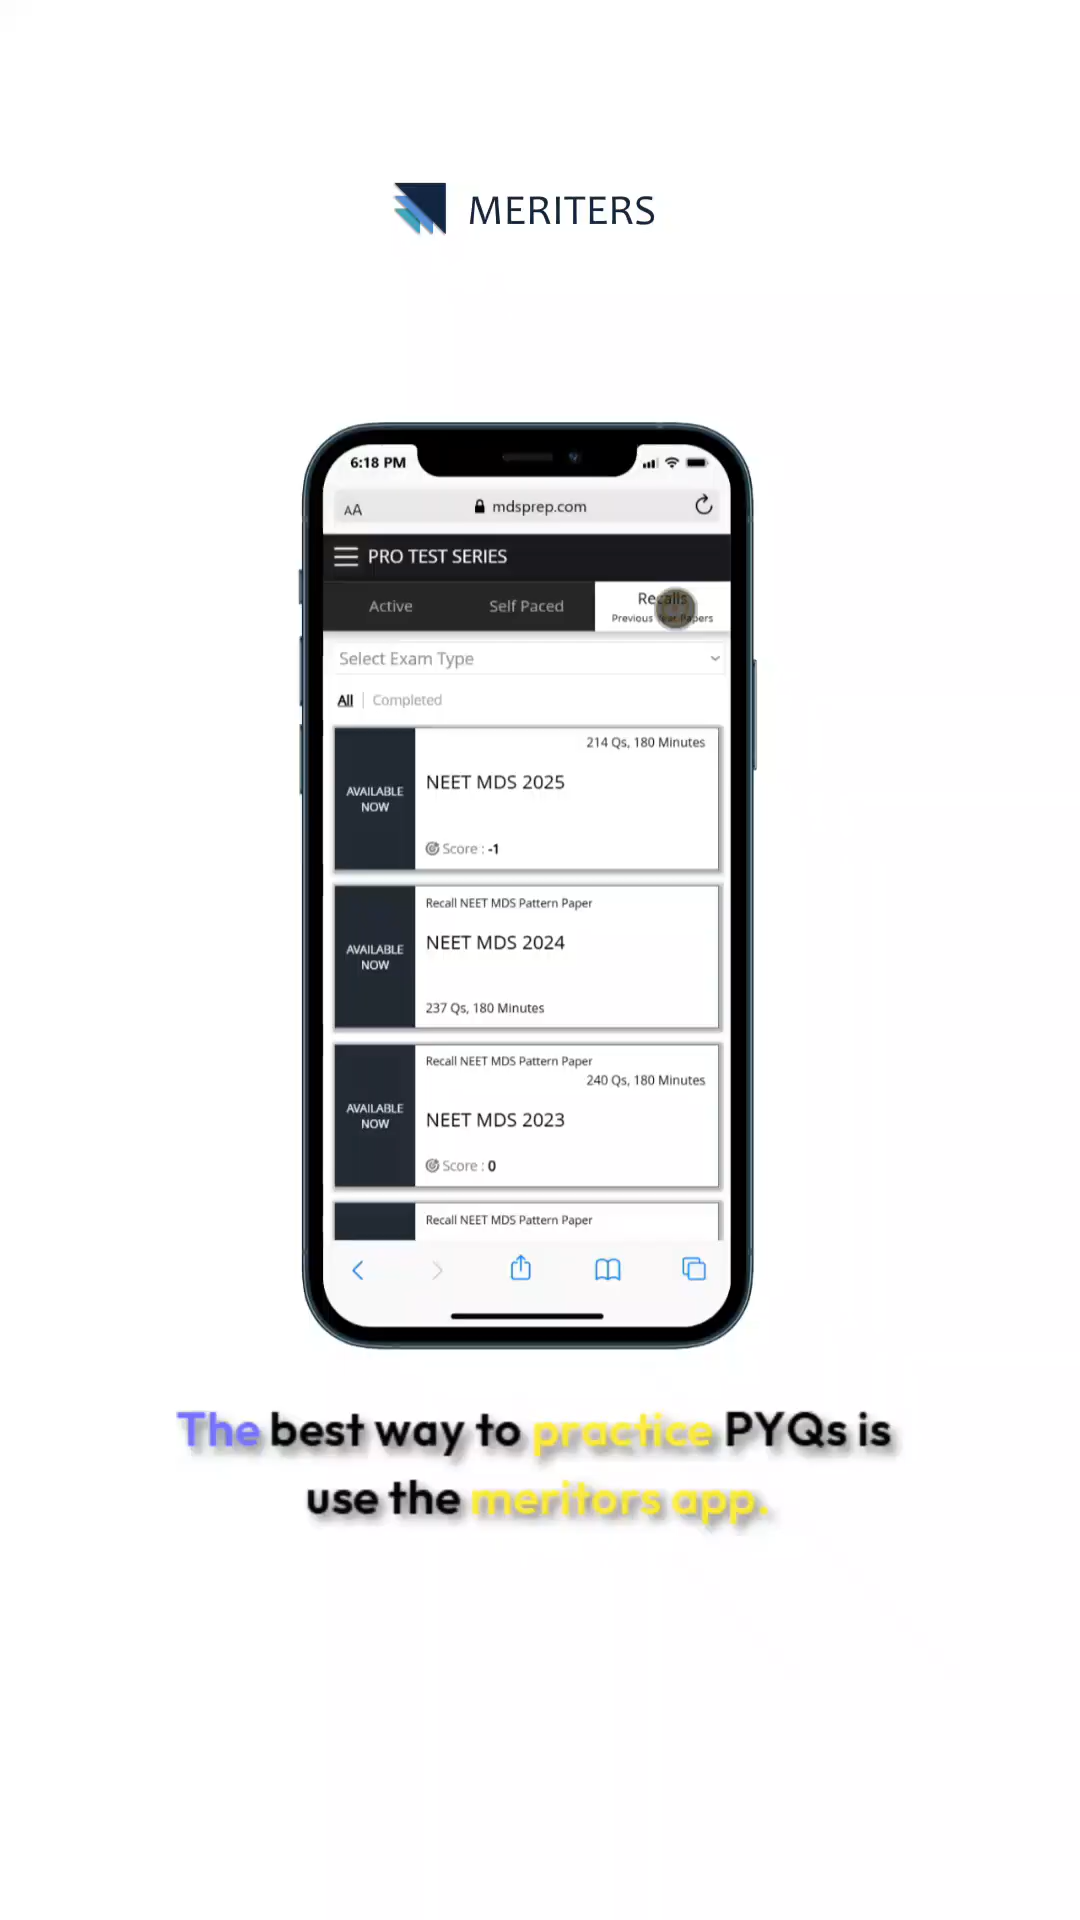 MERITERS
6:18 PM
AA
mdsprep.com
PRO TEST SERIES
Active
Self Paced
Recalls
Previous Year Papers
Select Exam Type
All
Completed
214 Qs, 180 Minutes
AVAILABLE
NOW
NEET MDS 2025
Score : -1
Recall NEET MDS Pattern Paper
AVAILABLE
NOW
NEET MDS 2024
237 Qs, 180 Minutes
Recall NEET MDS Pattern Paper
240 Qs, 180 Minutes
AVAILABLE
NOW
NEET MDS 2023
Score : 0
Recall NEET MDS Pattern Paper
The best way to practice PYQs is
use the meritors app.